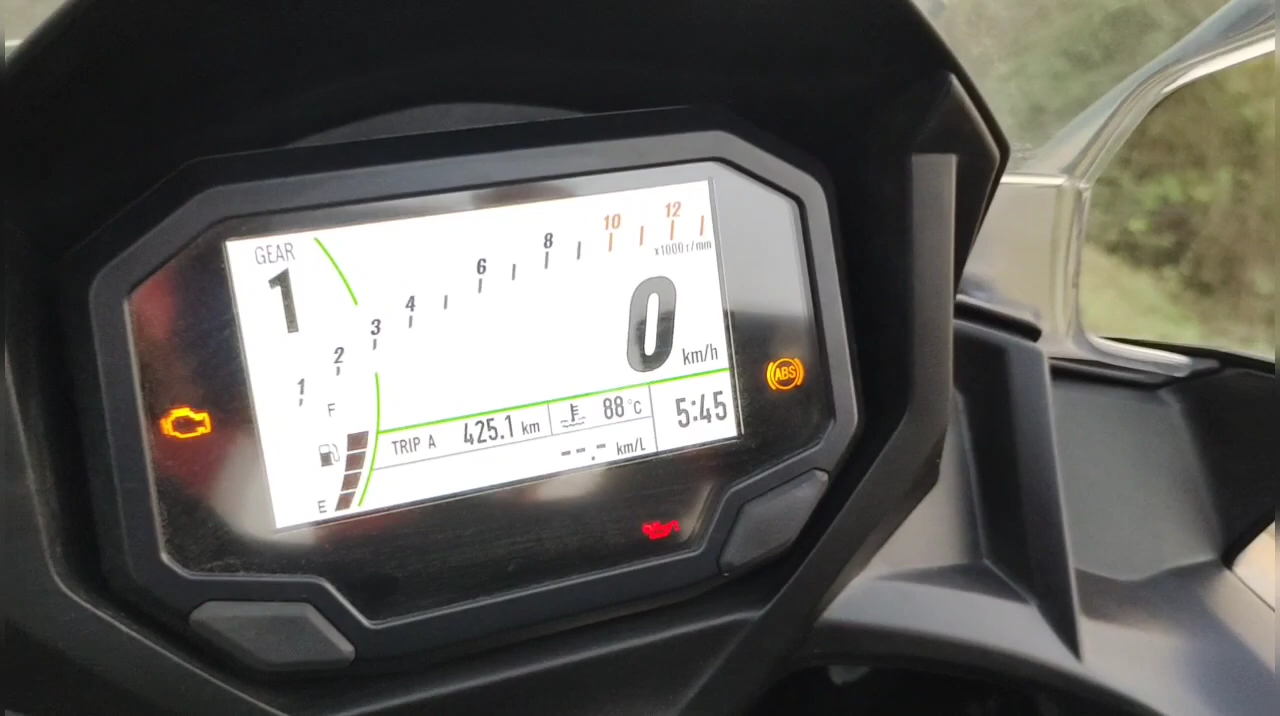 GEAR
1
1 2 3 4 6 8 10 12
x1000 r/min
0 km/h
F
E
TRIP A 425.1 km
88 °C
--.- km/L
5:45
ABS